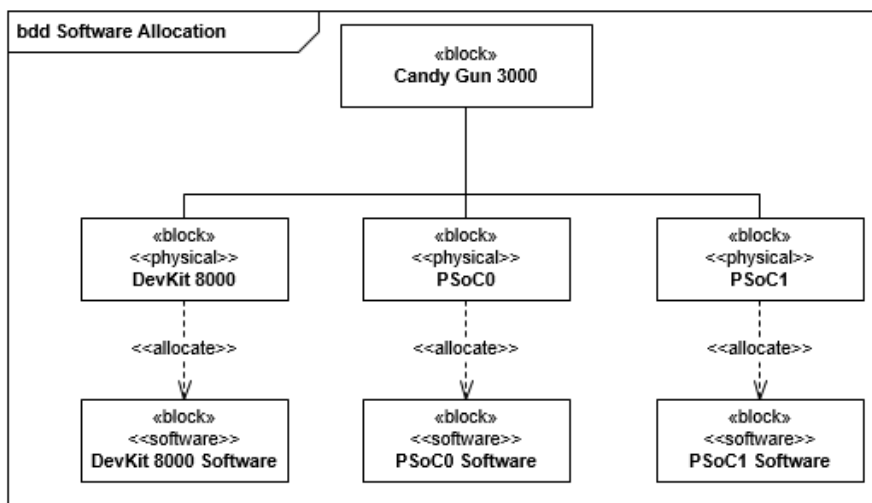 bdd Software Allocation
«block»
Candy Gun 3000
«block»
<<physical>>
DevKit 8000
«block»
<<physical>>
PSoC0
«block»
<<physical>>
PSoC1
<<allocate>>
<<allocate>>
<<allocate>>
«block»
<<software>>
DevKit 8000 Software
«block»
<<software>>
PSoC0 Software
«block»
<<software>>
PSoC1 Software